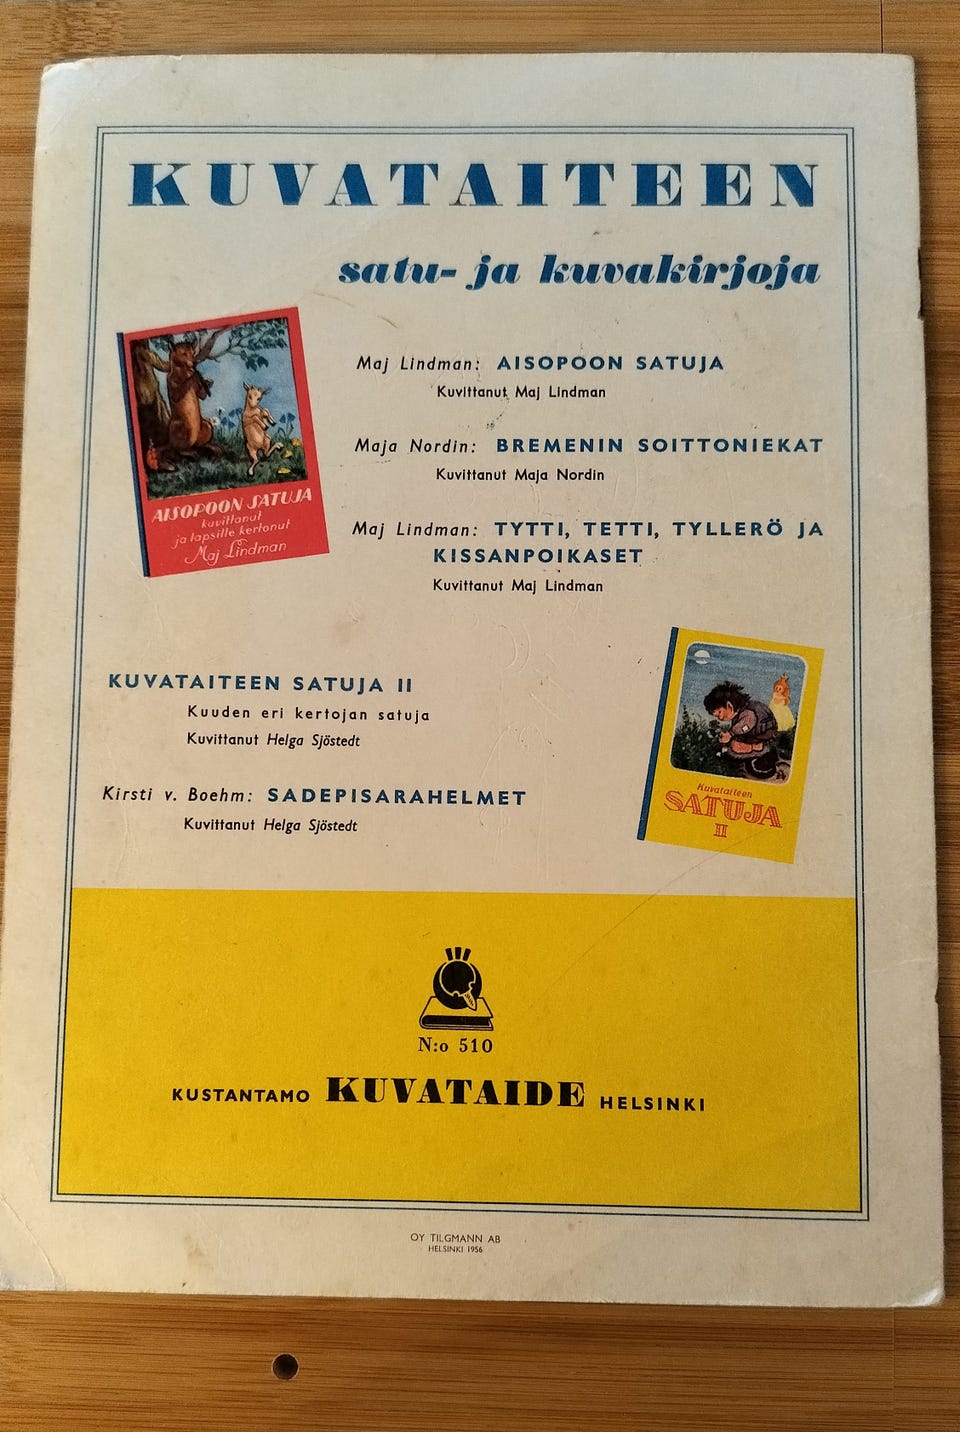 KUVATAITEEN
satu- ja kuvakirjoja
AISOPOON SATUJA
kuvittanut
ja lapsille kertonut
Maj Lindman
Maj Lindman: AISOPOON SATUJA
Kuvittanut Maj Lindman
Maja Nordin: BREMENIN SOITTONIEKAT
Kuvittanut Maja Nordin
Maj Lindman: TYTTI, TETTI, TYLLERÖ JA
KISSANPOIKASET
Kuvittanut Maj Lindman
KUVATAITEEN SATUJA II
Kuuden eri kertojan satuja
Kuvittanut Helga Sjöstedt
Kirsti v. Boehm: SADEPISARAHELMET
Kuvittanut Helga Sjöstedt
Kuvataiteen
SATUJA
II
N:o 510
KUSTANTAMO KUVATAIDE HELSINKI
OY TILGMANN AB
HELSINKI 1956